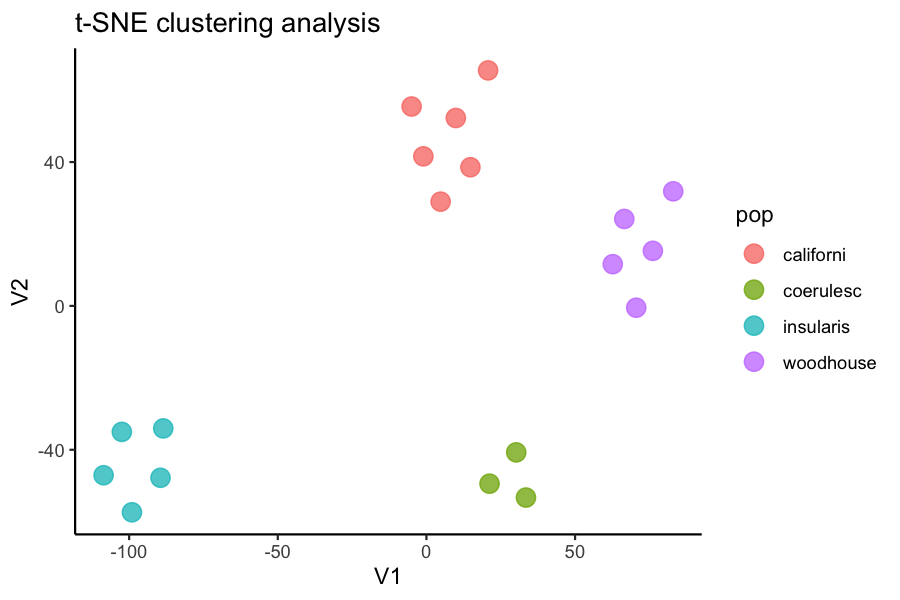 t-SNE clustering analysis
40
0
-40
V2
-100
-50
0
50
V1
pop
californi
coerulesc
insularis
woodhouse